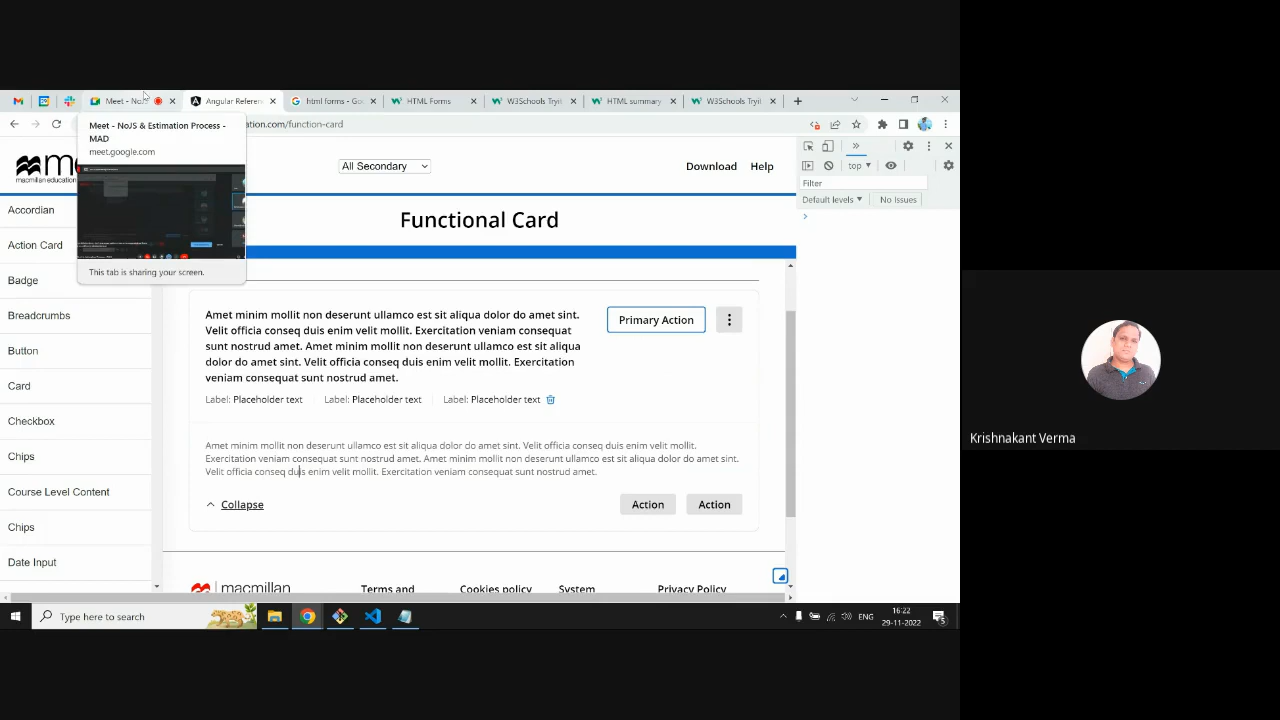 Meet - NoJS
Angular Referen
html forms - Goo
HTML Forms
W3Schools Tryit
HTML summary
W3Schools Tryit
Meet - NoJS & Estimation Process -
MAD
meet.google.com
ation.com/function-card
macmillan education
All Secondary
Download
Help
top
Filter
Default levels
No Issues
This tab is sharing your screen.
Functional Card
Accordian
Action Card
Badge
Breadcrumbs
Button
Card
Checkbox
Chips
Course Level Content
Chips
Date Input
Amet minim mollit non deserunt ullamco est sit aliqua dolor do amet sint.
Velit officia conseq duis enim velit mollit. Exercitation veniam consequat
sunt nostrud amet. Amet minim mollit non deserunt ullamco est sit aliqua
dolor do amet sint. Velit officia conseq duis enim velit mollit. Exercitation
veniam consequat sunt nostrud amet.
Primary Action
Label: Placeholder text
Label: Placeholder text
Label: Placeholder text
Amet minim mollit non deserunt ullamco est sit aliqua dolor do amet sint. Velit officia conseq duis enim velit mollit.
Exercitation veniam consequat sunt nostrud amet. Amet minim mollit non deserunt ullamco est sit aliqua dolor do amet sint.
Velit officia conseq duis enim velit mollit. Exercitation veniam consequat sunt nostrud amet.
Collapse
Action
Action
macmillan
Terms and
Cookies policy
System
Privacy Policy
Type here to search
ENG
16:22
29-11-2022
5
Krishnakant Verma